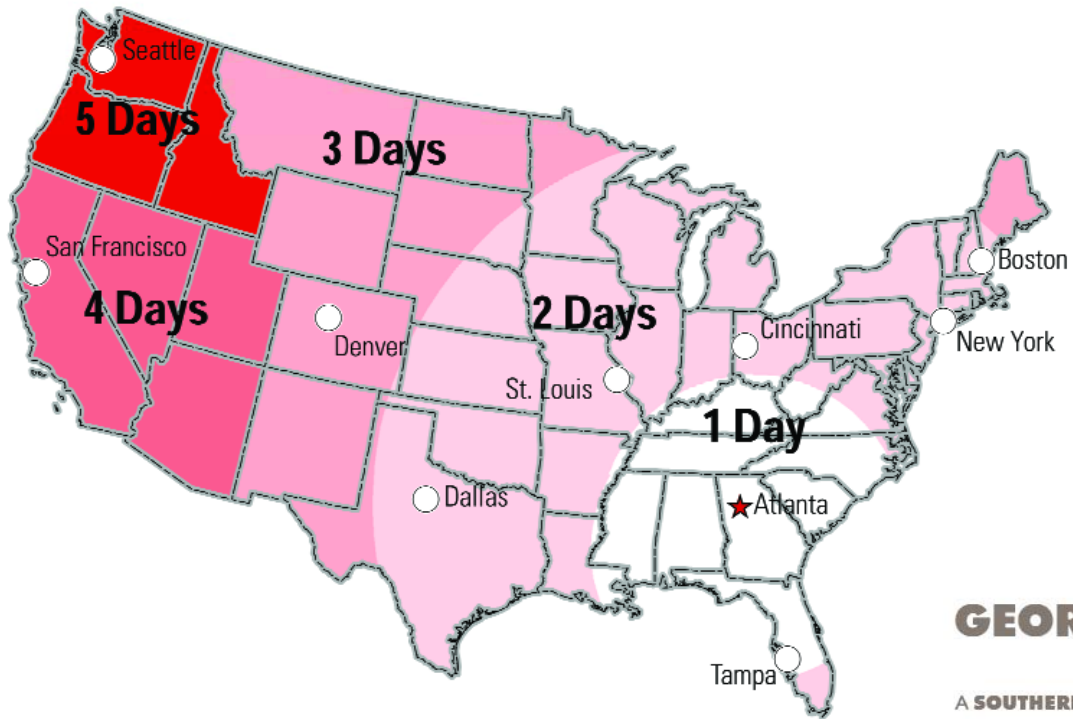 Seattle
5 Days
3 Days
San Francisco
Boston
4 Days
2 Days
Cincinnati
Denver
New York
St. Louis
1 Day
Dallas
Atlanta
GEOR
Tampa
A SOUTHERN